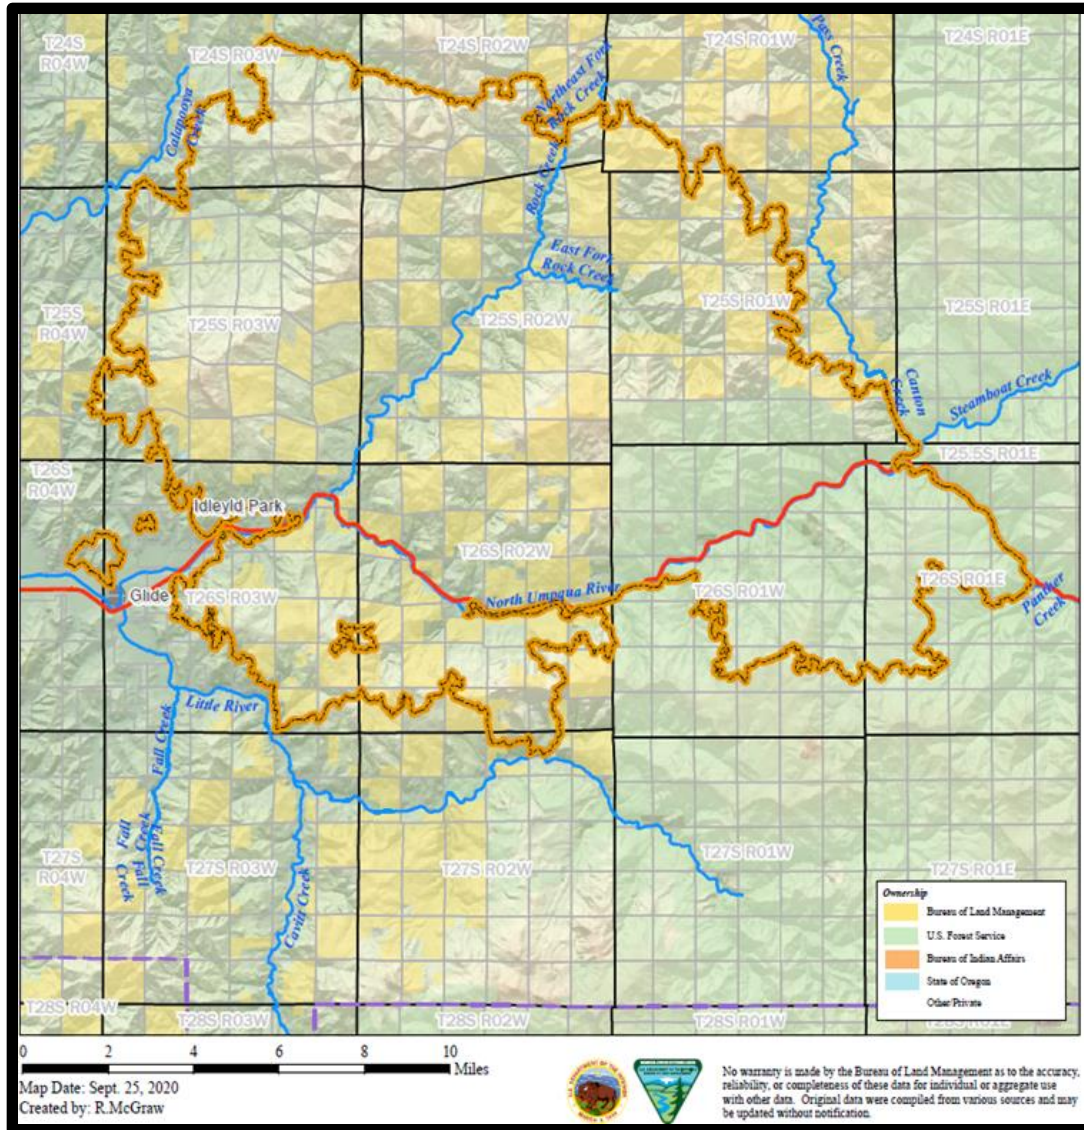 T24S
R04W
T24S R03W
T24S R02W
T24S R01W
T24S R01E
Pass Creek
Calapooya
Creek
Northeast Fork
Rock Creek
Rock Creek
East Fork
Rock Creek
T25S
R04W
T25S R03W
T25S R02W
T25S R01W
T25S R01E
Canton
Creek
Steamboat Creek
T25.5S R01E
T26S
R04W
Idleyld Park
T26S R02W
Glide
T26S R03W
North Umpqua River
T26S R01W
T26S R01E
Panther
Creek
Little River
Fall Creek
Fall
Creek
Fall
Creek
Fall Creek
Cavitt Creek
T27S
R04W
T27S R03W
T27S R02W
T27S R01W
T27S R01E
Ownership
Bureau of Land Management
U.S. Forest Service
Bureau of Indian Affairs
State of Oregon
Other/Private
T28S R04W
T28S R03W
T28S R02W
T28S R01W
T28S R01E
0 2 4 6 8 10
Miles
Map Date: Sept. 25, 2020
Created by: R.McGraw
No warranty is made by the Bureau of Land Management as to the accuracy,
reliability, or completeness of these data for individual or aggregate use
with other data. Original data were compiled from various sources and may
be updated without notification.